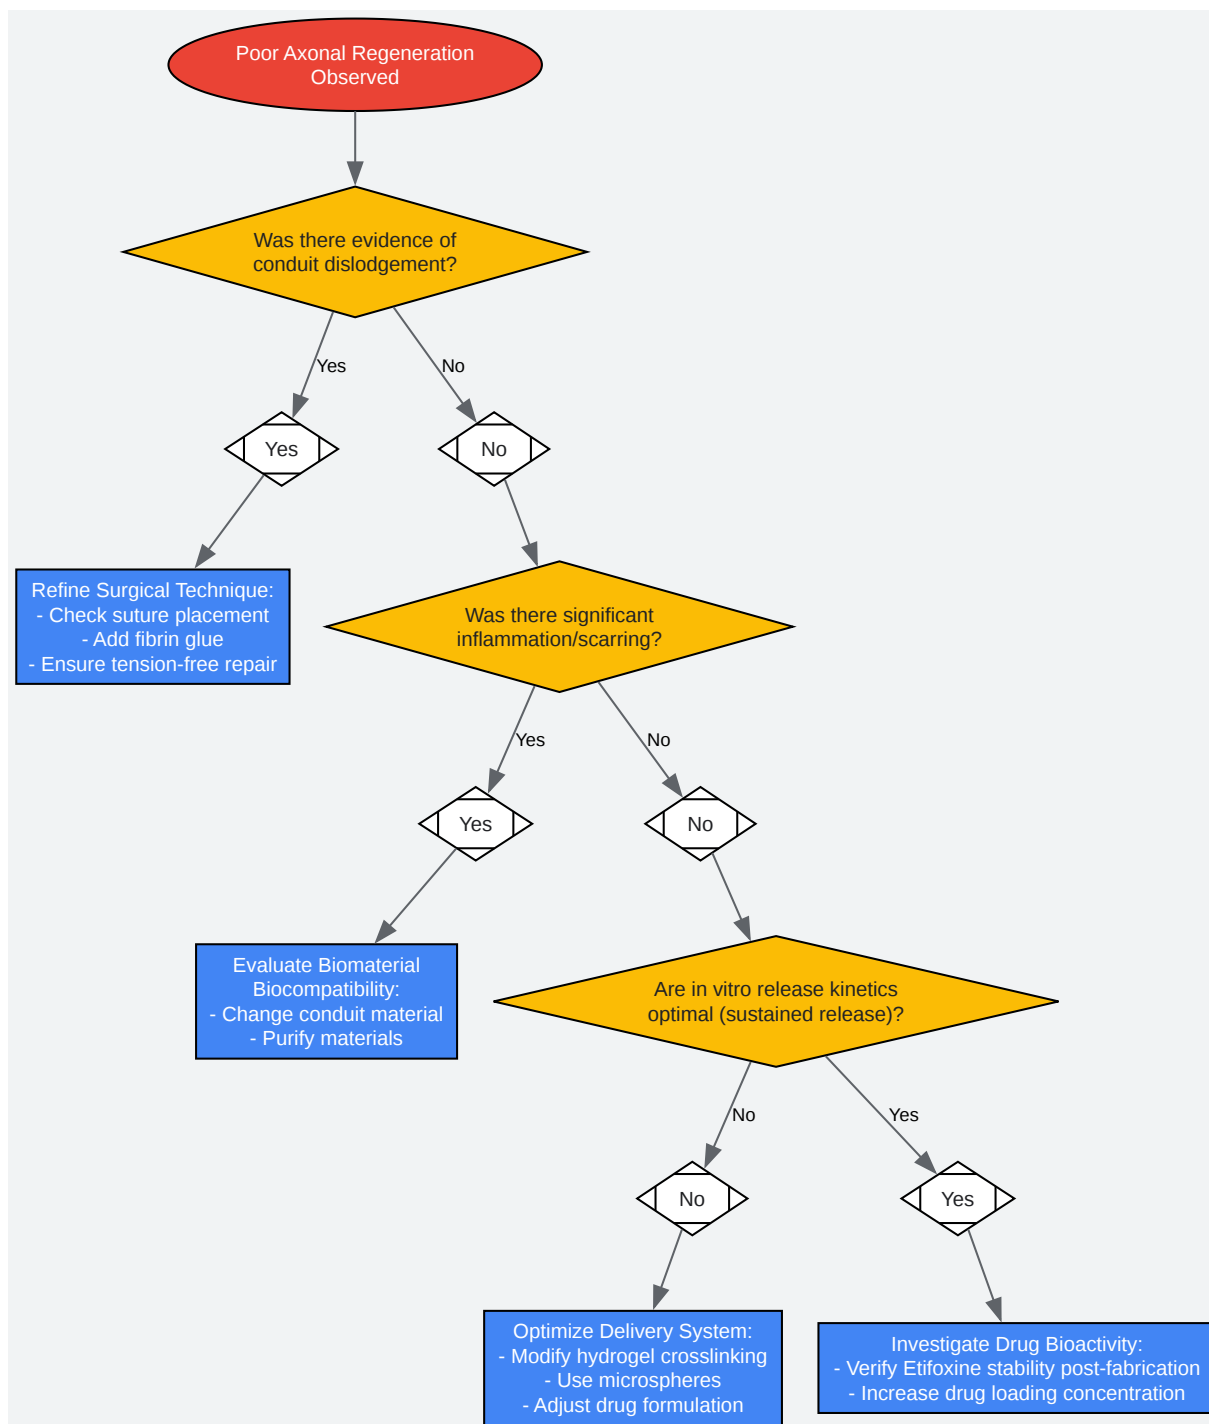 Poor Axonal Regeneration
Observed
Was there evidence of
conduit dislodgement?
Yes
No
Yes
No
Refine Surgical Technique:
- Check suture placement
- Add fibrin glue
- Ensure tension-free repair
Was there significant
inflammation/scarring?
Yes
No
Yes
No
Evaluate Biomaterial
Biocompatibility:
- Change conduit material
- Purify materials
Are in vitro release kinetics
optimal (sustained release)?
No
Yes
No
Yes
Optimize Delivery System:
- Modify hydrogel crosslinking
- Use microspheres
- Adjust drug formulation
Investigate Drug Bioactivity:
- Verify Etifoxine stability post-fabrication
- Increase drug loading concentration